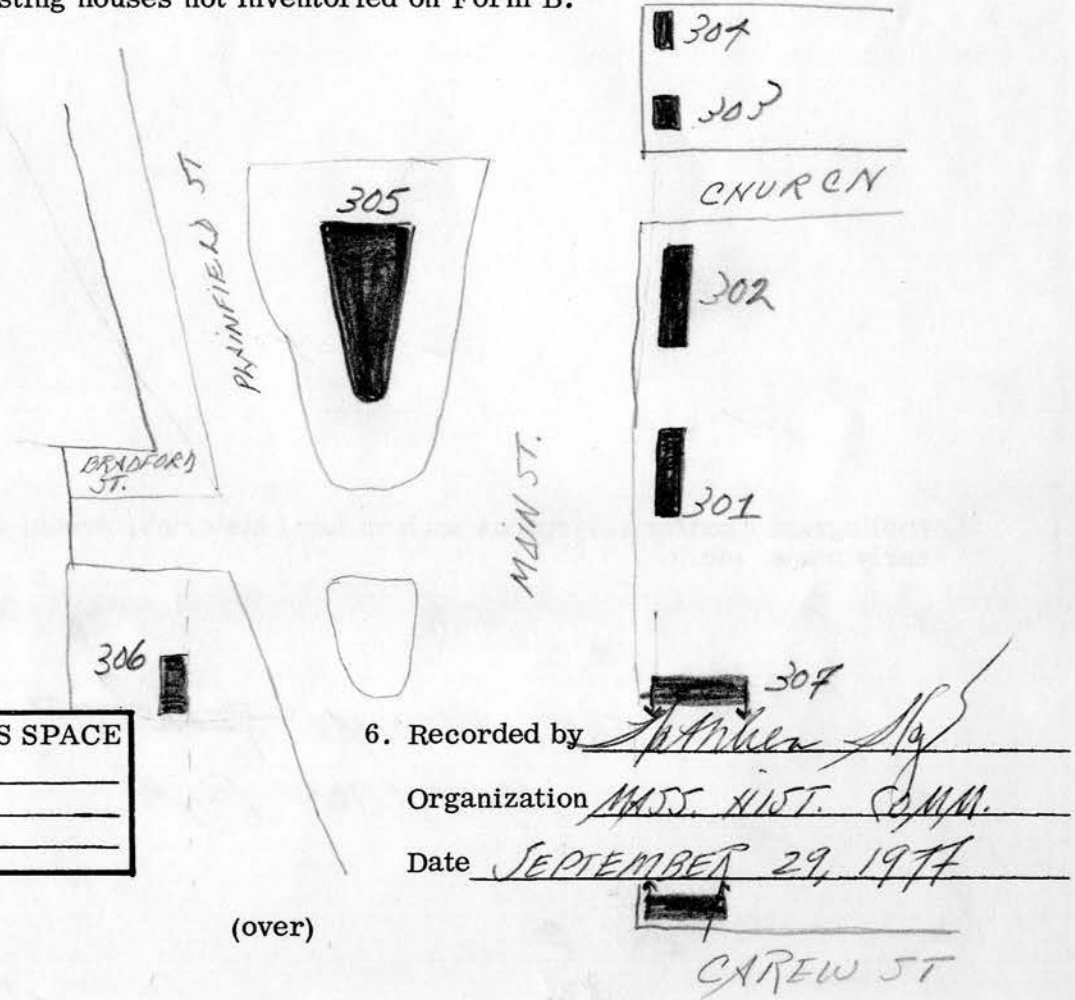 sting houses not inventoried on Form B.
304
303
CHURCH
305
PLAINFIELD ST
302
MAIN ST.
BRADFORD
ST.
301
306
307
S SPACE
6. Recorded by
Organization MASS. HIST. COMM.
Date SEPTEMBER 29, 1977
(over)
CAREW ST